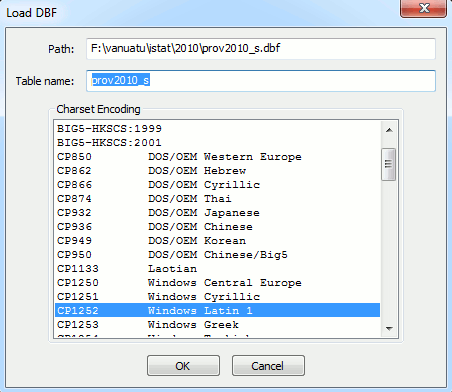 Load DBF
Path: F:\vanuatu\istat\2010\prov2010_s.dbf
Table name: prov2010_s
Charset Encoding
BIG5-HKSCS:1999
BIG5-HKSCS:2001
CP850 DOS/OEM Western Europe
CP862 DOS/OEM Hebrew
CP866 DOS/OEM Cyrillic
CP874 DOS/OEM Thai
CP932 DOS/OEM Japanese
CP936 DOS/OEM Chinese
CP949 DOS/OEM Korean
CP950 DOS/OEM Chinese/Big5
CP1133 Laotian
CP1250 Windows Central Europe
CP1251 Windows Cyrillic
CP1252 Windows Latin 1
CP1253 Windows Greek
OK Cancel